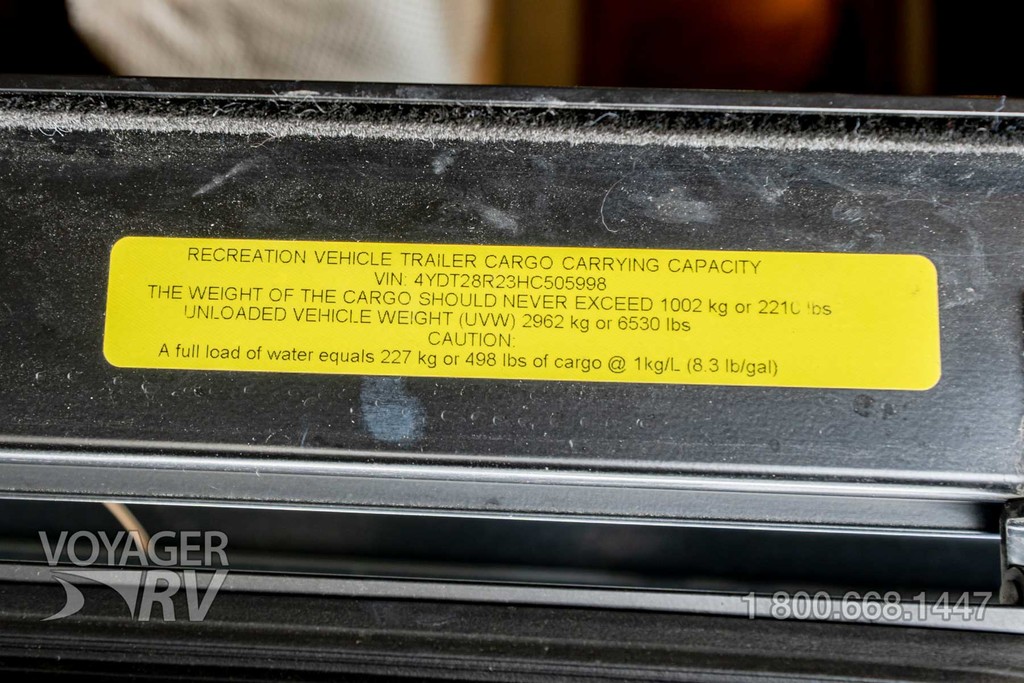 RECREATION VEHICLE TRAILER CARGO CARRYING CAPACITY
VIN: 4YDT28R23HC505998
THE WEIGHT OF THE CARGO SHOULD NEVER EXCEED 1002 kg or 2210 lbs
UNLOADED VEHICLE WEIGHT (UVW) 2962 kg or 6530 lbs
CAUTION:
A full load of water equals 227 kg or 498 lbs of cargo @ 1kg/L (8.3 lb/gal)
VOYAGER
RV
1 800.668.1447